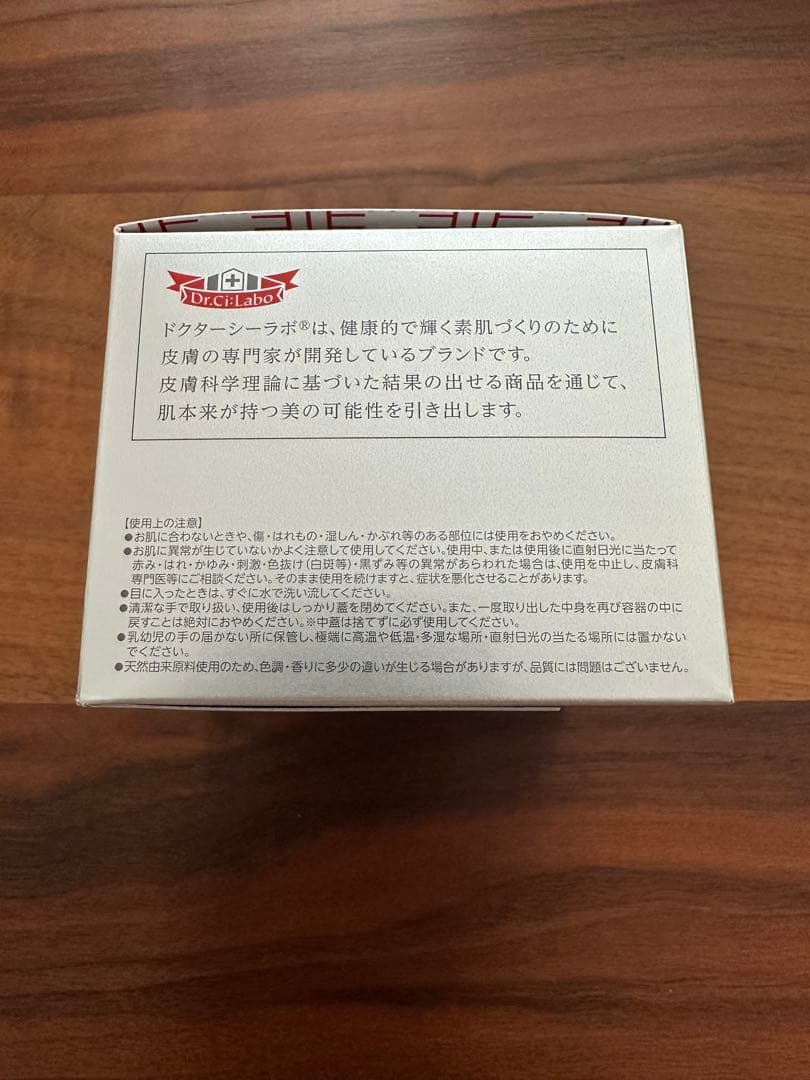 Dr.Ci:Labo
ドクターシーラボ®は、健康的で輝く素肌づくりのために
皮膚の専門家が開発しているブランドです。
皮膚科学理論に基づいた結果の出せる商品を通じて、
肌本来が持つ美の可能性を引き出します。
【使用上の注意】
●お肌に合わないときや、傷・はれもの・湿しん・かぶれ等のある部位には使用をおやめください。
●お肌に異常が生じていないかよく注意して使用してください。使用中、または使用後に直射日光に当たって
赤み・はれ・かゆみ・刺激・色抜け(白斑等)・黒ずみ等の異常があらわれた場合は、使用を中止し、皮膚科
専門医等にご相談ください。そのまま使用を続けますと、症状を悪化させることがあります。
●目に入ったときは、すぐに水で洗い流してください。
●清潔な手で取り扱い、使用後はしっかり蓋を閉めてください。また、一度取り出した中身を再び容器の中に
戻すことは絶対におやめください。※中蓋は捨てずに必ず使用してください。
●乳幼児の手の届かない所に保管し、極端に高温や低温・多湿な場所・直射日光の当たる場所には置かない
でください。
●天然由来原料使用のため、色調・香りに多少の違いが生じる場合がありますが、品質には問題はございません。